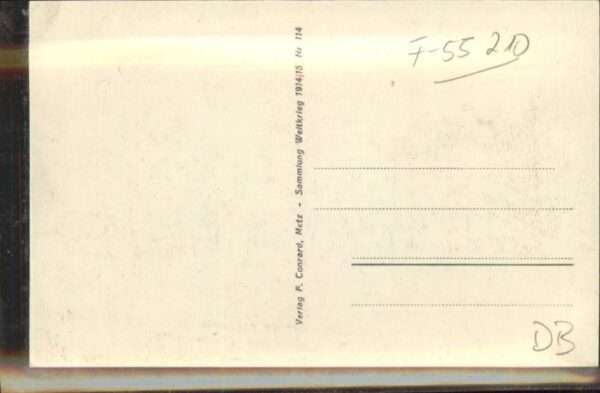 F-55 210
Verlag P. Conrard, Metz - Sammlung Weltkrieg 1914/15 Nr 114
DB